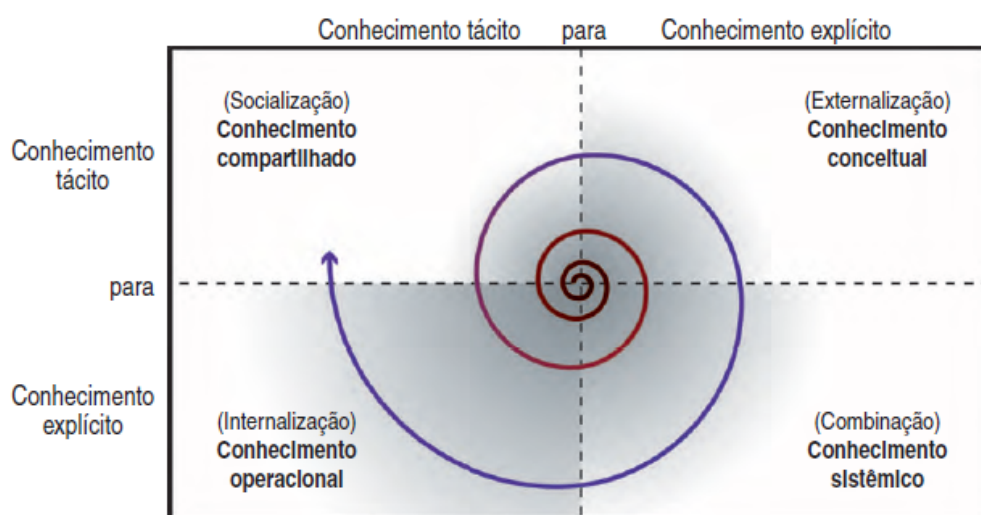 Conhecimento tácito para Conhecimento explícito
(Socialização)
Conhecimento
compartilhado
(Externalização)
Conhecimento
conceitual
Conhecimento
tácito
para
Conhecimento
explícito
(Internalização)
Conhecimento
operacional
(Combinação)
Conhecimento
sistêmico